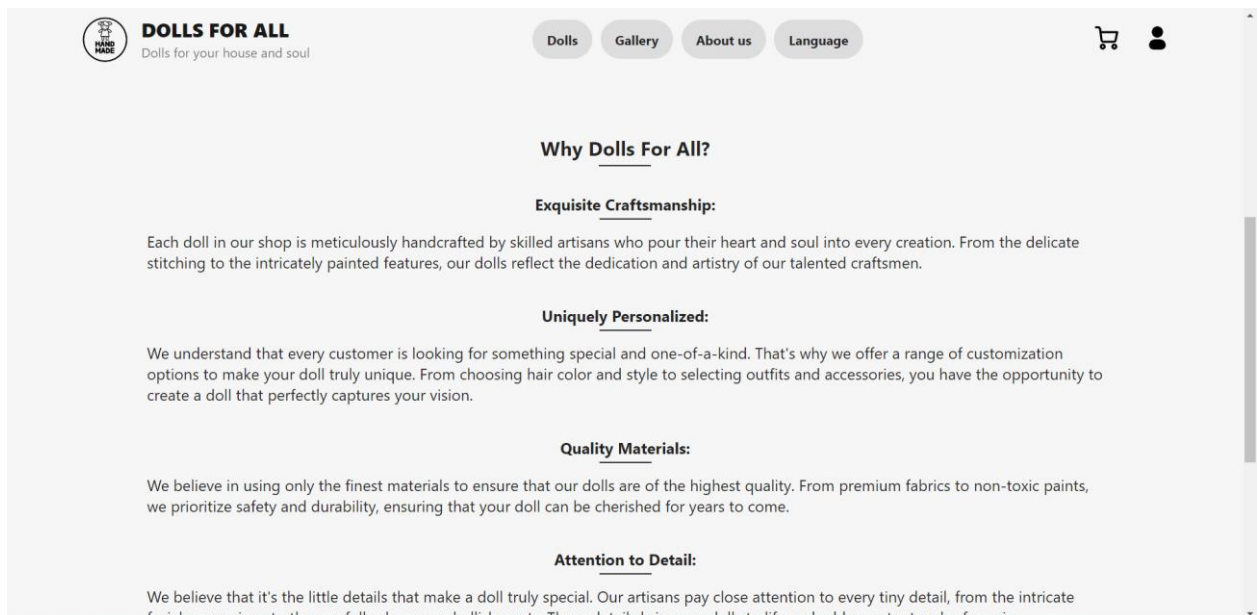 HAND
MADE
DOLLS FOR ALL
Dolls for your house and soul
Dolls
Gallery
About us
Language
Why Dolls For All?
Exquisite Craftsmanship:
Each doll in our shop is meticulously handcrafted by skilled artisans who pour their heart and soul into every creation. From the delicate
stitching to the intricately painted features, our dolls reflect the dedication and artistry of our talented craftsmen.
Uniquely Personalized:
We understand that every customer is looking for something special and one-of-a-kind. That's why we offer a range of customization
options to make your doll truly unique. From choosing hair color and style to selecting outfits and accessories, you have the opportunity to
create a doll that perfectly captures your vision.
Quality Materials:
We believe in using only the finest materials to ensure that our dolls are of the highest quality. From premium fabrics to non-toxic paints,
we prioritize safety and durability, ensuring that your doll can be cherished for years to come.
Attention to Detail:
We believe that it's the little details that make a doll truly special. Our artisans pay close attention to every tiny detail, from the intricate